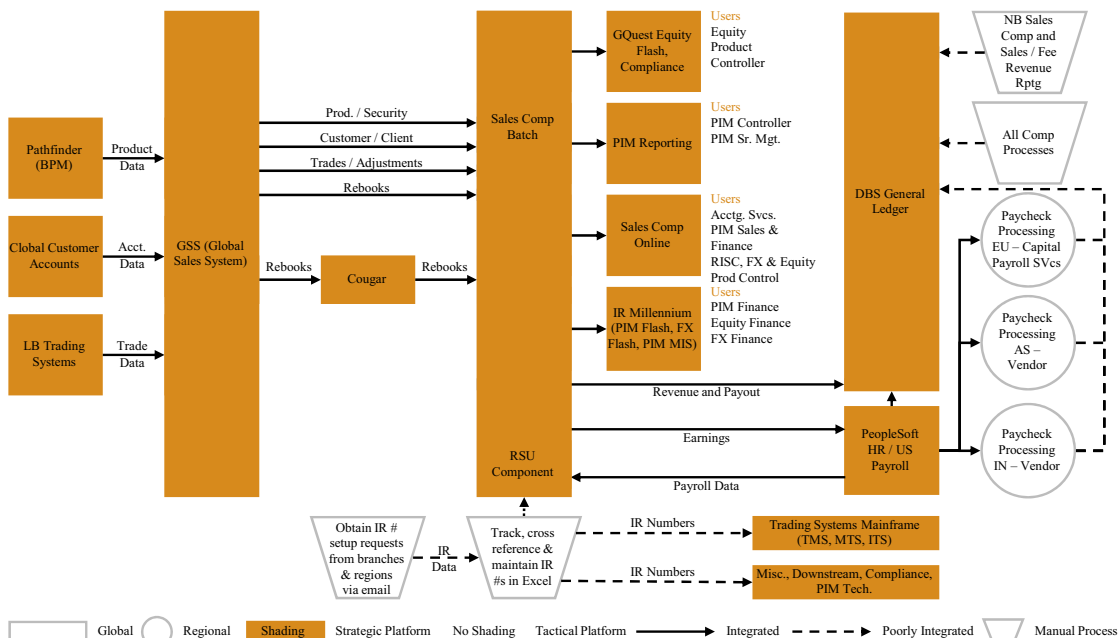 Users
Equity
Product
Controller
GQuest Equity
Flash,
Compliance
NB Sales
Comp and
Sales / Fee
Revenue
Rptg
Pathfinder
(BPM)
Product
Data
Prod. / Security
Customer / Client
Trades / Adjustments
Rebooks
Sales Comp
Batch
PIM Reporting
Users
PIM Controller
PIM Sr. Mgt.
All Comp
Processes
DBS General
Ledger
Global Customer
Accounts
Acct.
Data
GSS (Global
Sales System)
Rebooks
Cougar
Rebooks
Sales Comp
Online
Users
Acctg. Svcs.
PIM Sales &
Finance
RISC, FX & Equity
Prod Control
Paycheck
Processing
EU – Capital
Payroll SVcs
LB Trading
Systems
Trade
Data
IR Millennium
(PIM Flash, FX
Flash, PIM MIS)
Users
PIM Finance
Equity Finance
FX Finance
Paycheck
Processing
AS –
Vendor
Revenue and Payout
Earnings
RSU
Component
Payroll Data
PeopleSoft
HR / US
Payroll
Paycheck
Processing
IN – Vendor
Obtain IR #
setup requests
from branches
& regions
via email
IR
Data
Track, cross
reference &
maintain IR
#s in Excel
IR Numbers
Trading Systems Mainframe
(TMS, MTS, ITS)
IR Numbers
Misc., Downstream, Compliance,
PIM Tech.
Global Regional Shading Strategic Platform No Shading Tactical Platform Integrated Poorly Integrated Manual Process